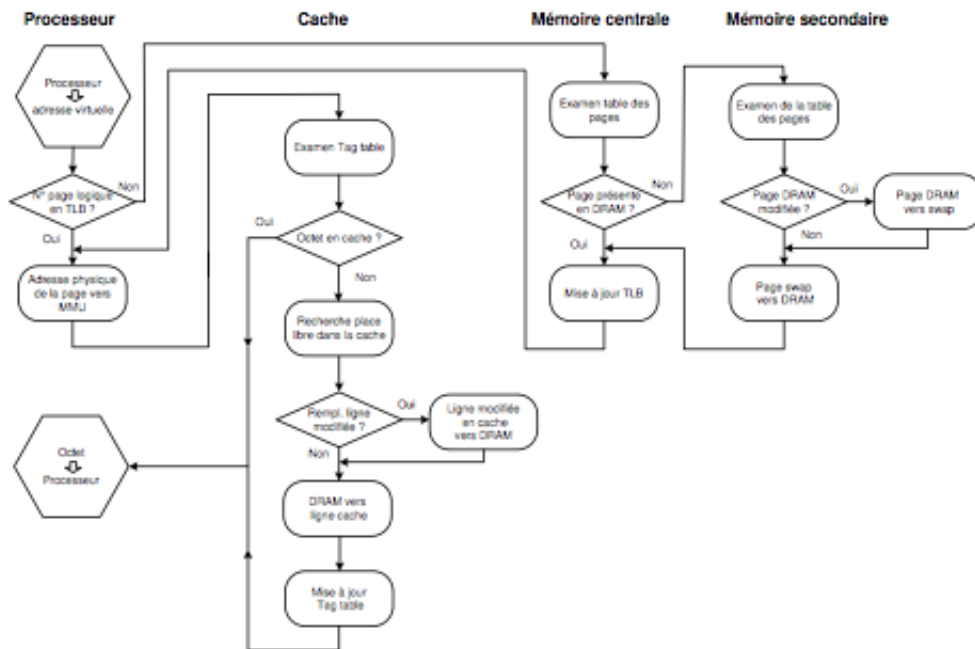 Processeur
Cache
Mémoire centrale
Mémoire secondaire
Processeur
adresse virtuelle
N° page logique
en TLB ?
Non
Oui
Adresse physique
de la page vers
MMU
Octet
Processeur
Examen Tag table
Octet en cache ?
Oui
Non
Recherche place
libre dans la cache
Rempl. ligne
modifiée ?
Oui
Non
Ligne modifiée
en cache
vers DRAM
DRAM vers
ligne cache
Mise à jour
Tag table
Examen table des
pages
Page présente
en DRAM ?
Non
Oui
Mise à jour TLB
Examen de la table
des pages
Page DRAM
modifiée ?
Oui
Non
Page DRAM
vers swap
Page swap
vers DRAM